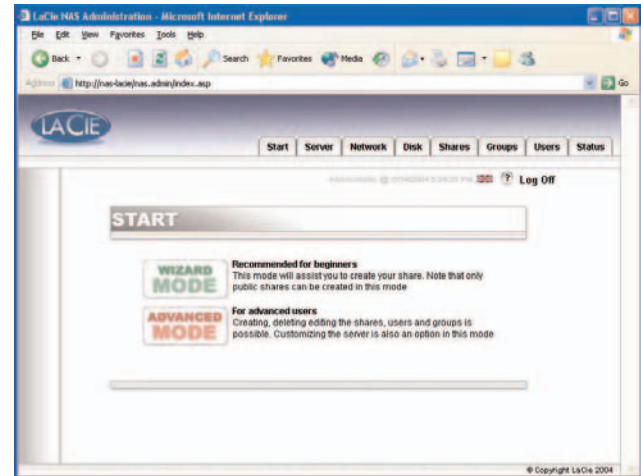 LaCie NAS Administration - Microsoft Internet Explorer
File Edit View Favorites Tools Help
Back Search Favorites Media
Address http://nas-lacie/nas.admin/index.asp Go
LACIE
Start Server Network Disk Shares Groups Users Status
Log Off
START
WIZARD MODE
Recommended for beginners
This mode will assist you to create your share. Note that only
public shares can be created in this mode
ADVANCED MODE
For advanced users
Creating, deleting editing the shares, users and groups is
possible. Customizing the server is also an option in this mode
© Copyright LaCie 2004